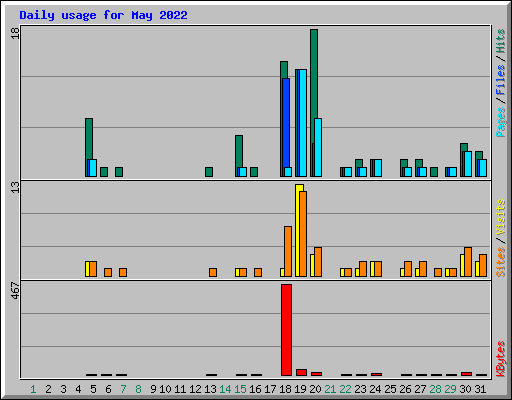 Daily usage for May 2022
18
13
467
Pages / Files / Hits
Sites / Visits
KBytes
1 2 3 4 5 6 7 8 9 10 11 12 13 14 15 16 17 18 19 20 21 22 23 24 25 26 27 28 29 30 31